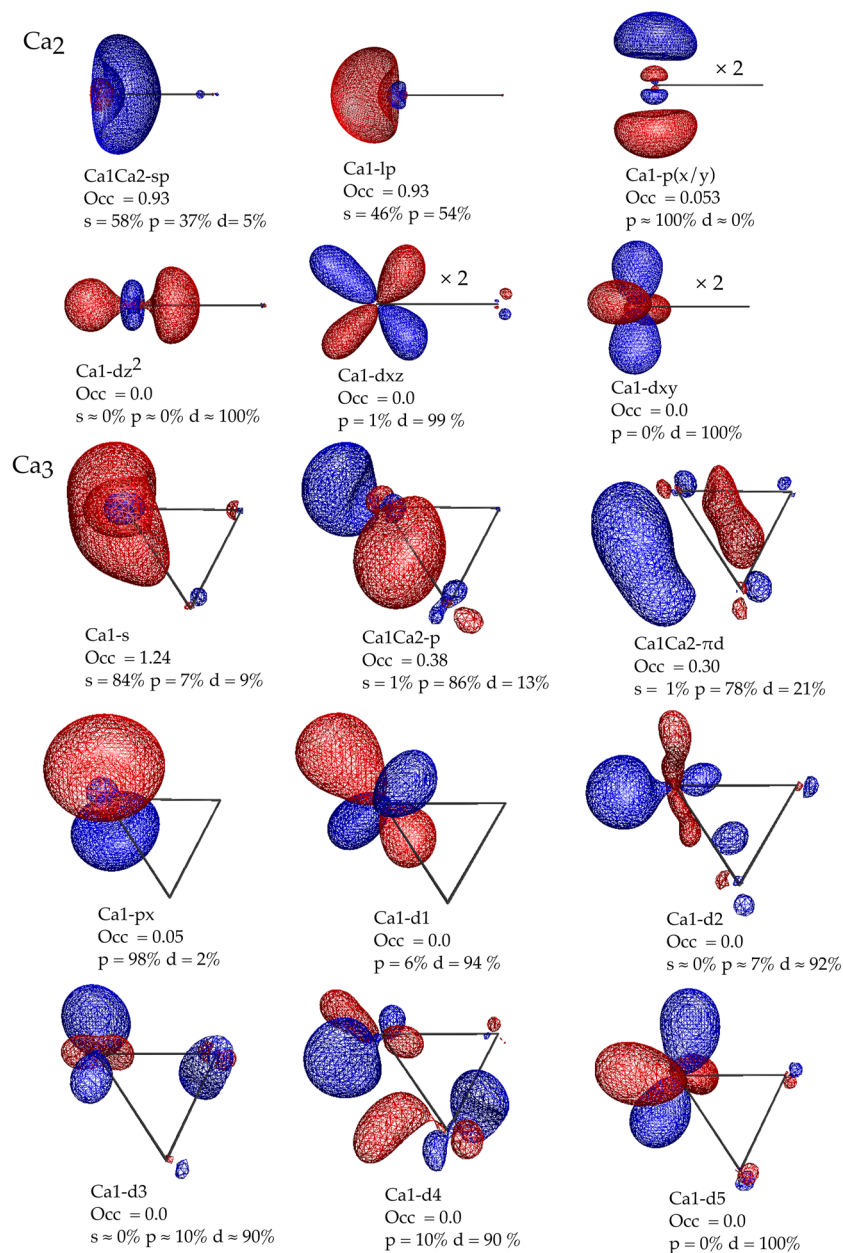 Ca2
× 2
Ca1Ca2-sp
Occ = 0.93
s = 58% p = 37% d= 5%
Ca1-lp
Occ = 0.93
s = 46% p = 54%
Ca1-p(x/y)
Occ = 0.053
p ≈ 100% d ≈ 0%
× 2
× 2
Ca1-dz2
Occ = 0.0
s ≈ 0% p ≈ 0% d ≈ 100%
Ca1-dxz
Occ = 0.0
p = 1% d = 99 %
Ca1-dxy
Occ = 0.0
p = 0% d = 100%
Ca3
Ca1-s
Occ = 1.24
s = 84% p = 7% d = 9%
Ca1Ca2-p
Occ = 0.38
s = 1% p = 86% d = 13%
Ca1Ca2-πd
Occ = 0.30
s = 1% p = 78% d = 21%
Ca1-px
Occ = 0.05
p = 98% d = 2%
Ca1-d1
Occ = 0.0
p = 6% d = 94 %
Ca1-d2
Occ = 0.0
s ≈ 0% p ≈ 7% d ≈ 92%
Ca1-d3
Occ = 0.0
s ≈ 0% p ≈ 10% d ≈ 90%
Ca1-d4
Occ = 0.0
p = 10% d = 90 %
Ca1-d5
Occ = 0.0
p = 0% d = 100%